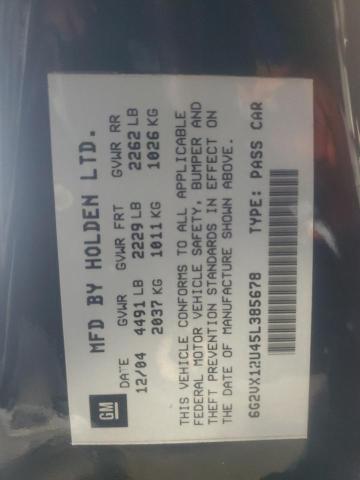 MFD BY HOLDEN LTD.
DATE GVWR GVWR FRT GVWR RR
12/04 4491 LB 2229 LB 2262 LB
2037 KG 1011 KG 1026 KG
THIS VEHICLE CONFORMS TO ALL APPLICABLE
FEDERAL MOTOR VEHICLE SAFETY, BUMPER AND
THEFT PREVENTION STANDARDS IN EFFECT ON
THE DATE OF MANUFACTURE SHOWN ABOVE.
6G2VX12U45L385678 TYPE: PASS CAR
GM